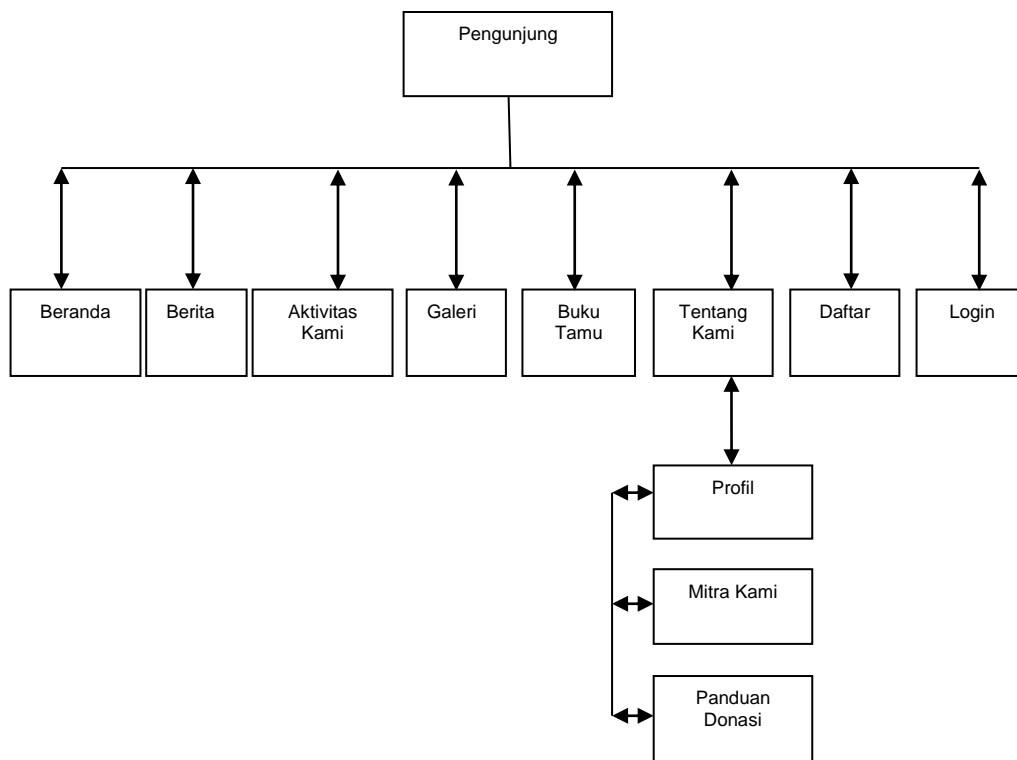 Pengunjung
Beranda
Berita
Aktivitas
Kami
Galeri
Buku
Tamu
Tentang
Kami
Daftar
Login
Profil
Mitra Kami
Panduan
Donasi